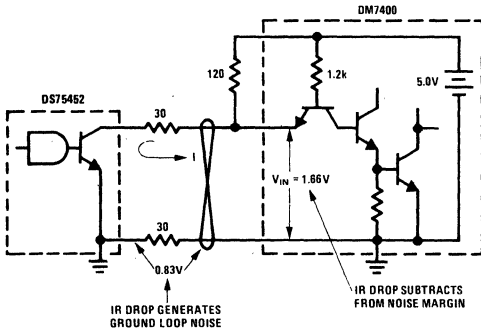 DM7400
DS75452
120
1.2k
5.0V
30
I
V_IN = 1.66V
30
0.83V
IR DROP GENERATES
GROUND LOOP NOISE
IR DROP SUBTRACTS
FROM NOISE MARGIN